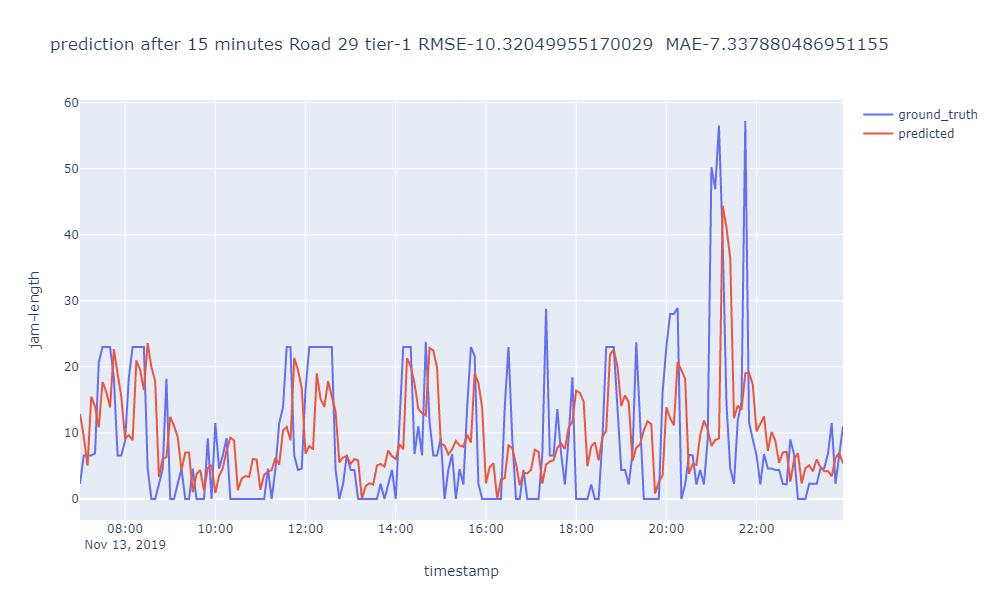 prediction after 15 minutes Road 29 tier-1 RMSE-10.32049955170029  MAE-7.337880486951155
ground_truth
predicted
60
50
40
30
20
10
0
jam-length
08:00 10:00 12:00 14:00 16:00 18:00 20:00 22:00
Nov 13, 2019
timestamp